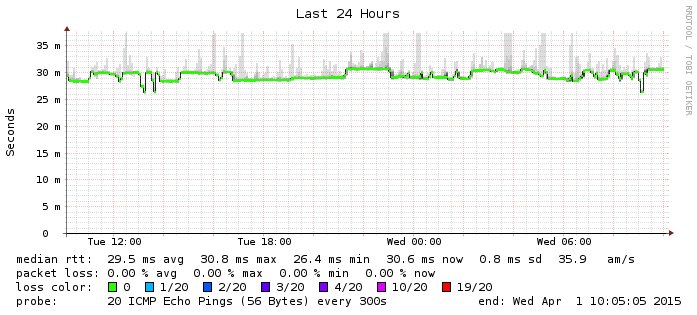 Last 24 Hours
RRDTOOL / TOBI OETIKER
Seconds
35 m
30 m
25 m
20 m
15 m
10 m
5 m
0
Tue 12:00 Tue 18:00 Wed 00:00 Wed 06:00
median rtt: 29.5 ms avg 30.8 ms max 26.4 ms min 30.6 ms now 0.8 ms sd 35.9 am/s
packet loss: 0.00 % avg 0.00 % max 0.00 % min 0.00 % now
loss color: 0 1/20 2/20 3/20 4/20 10/20 19/20
probe: 20 ICMP Echo Pings (56 Bytes) every 300s end: Wed Apr 1 10:05:05 2015